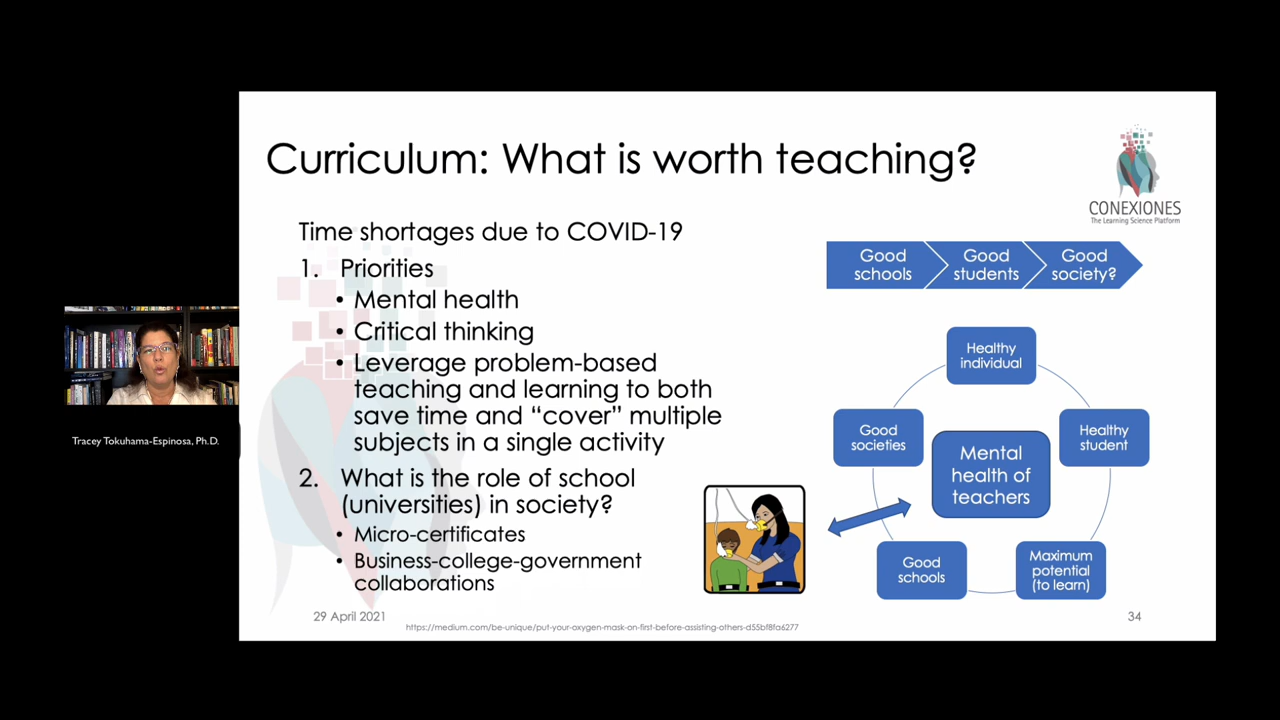 Curriculum: What is worth teaching?
CONEXIONES
The Learning Science Platform
Time shortages due to COVID-19
1. Priorities
• Mental health
• Critical thinking
• Leverage problem-based
teaching and learning to both
save time and “cover” multiple
subjects in a single activity
2. What is the role of school
(universities) in society?
• Micro-certificates
• Business-college-government
collaborations
Good
schools
Good
students
Good
society?
Healthy
individual
Healthy
student
Maximum
potential
(to learn)
Good
schools
Good
societies
Mental
health of
teachers
Tracey Tokuhama-Espinosa, Ph.D.
29 April 2021
https://medium.com/be-unique/put-your-oxygen-mask-on-first-before-assisting-others-d55bf8fa6277
34